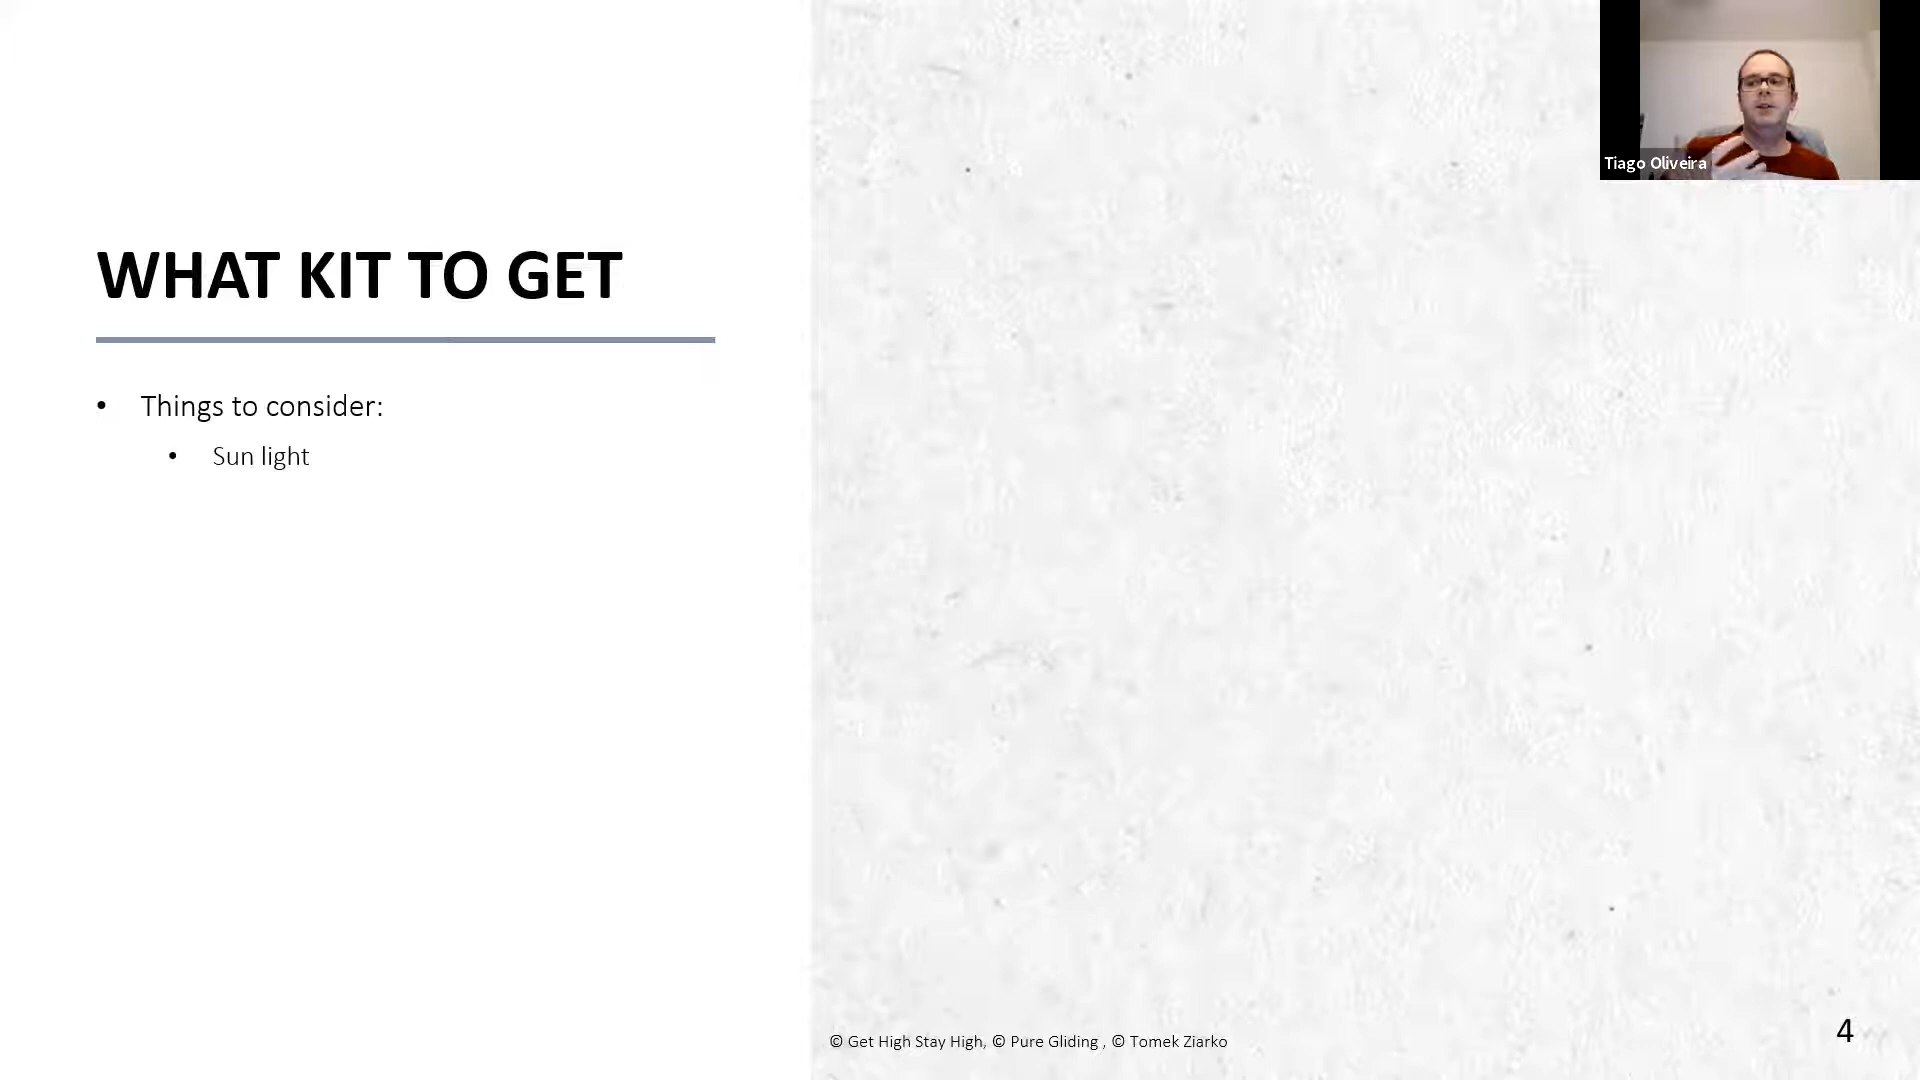 Tiago Oliveira
WHAT KIT TO GET
• Things to consider:
• Sun light
© Get High Stay High, © Pure Gliding , © Tomek Ziarko
4